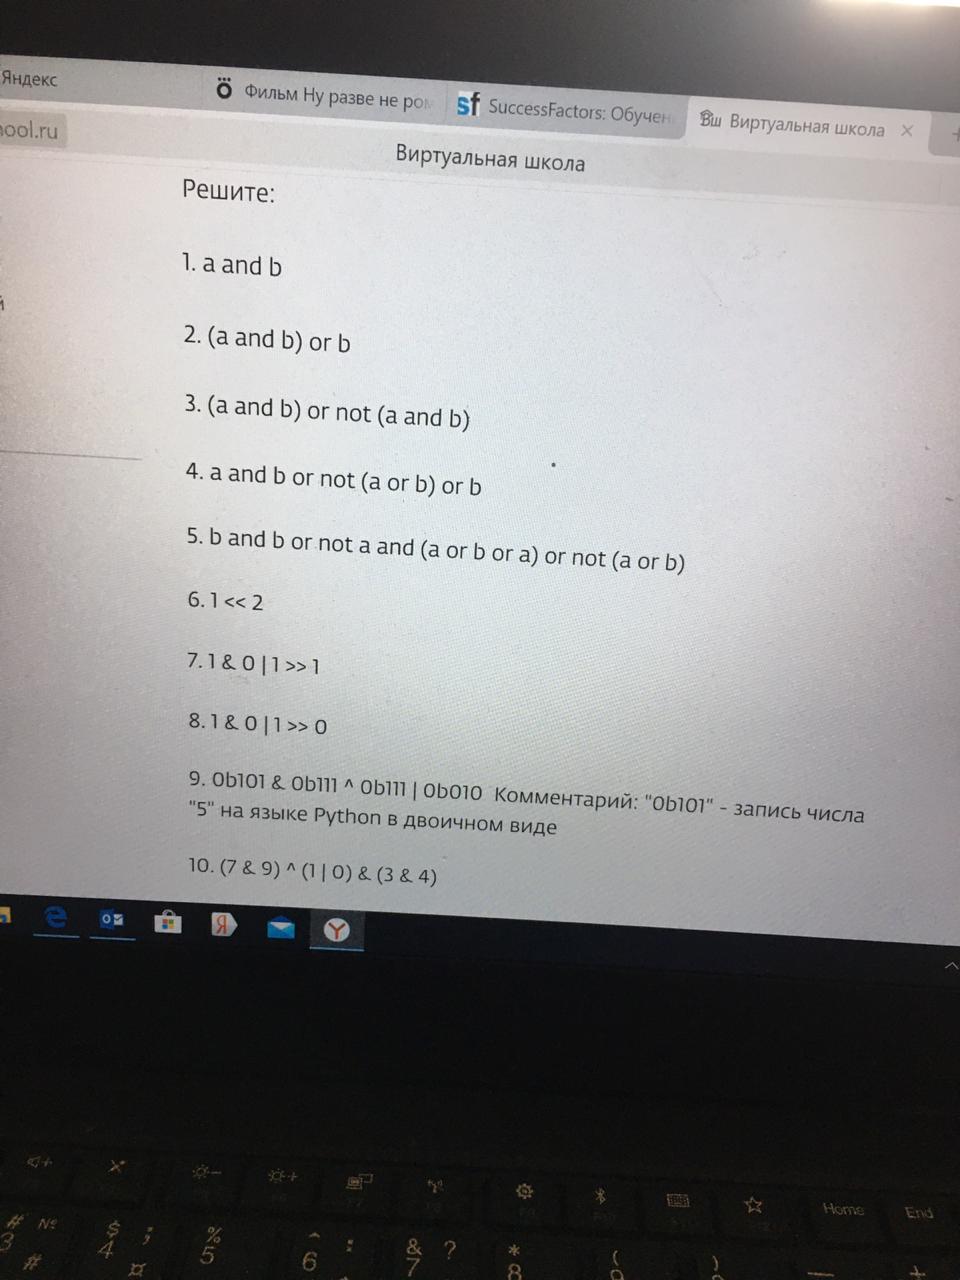 Яндекс
Фильм Ну разве не ром
sf SuccessFactors: Обучен
Вш Виртуальная школа ×
ool.ru
Виртуальная школа
Решите:
1. a and b
2. (a and b) or b
3. (a and b) or not (a and b)
4. a and b or not (a or b) or b
5. b and b or not a and (a or b or a) or not (a or b)
6. 1 << 2
7. 1 & 0 | 1 >> 1
8. 1 & 0 | 1 >> 0
9. 0b101 & 0b111 ^ 0b111 | 0b010 Комментарий: "0b101" - запись числа
"5" на языке Python в двоичном виде
10. (7 & 9) ^ (1 | 0) & (3 & 4)
Home End
# № $ ; % ^ : & ? * ( )
3 4 5 6 7 8